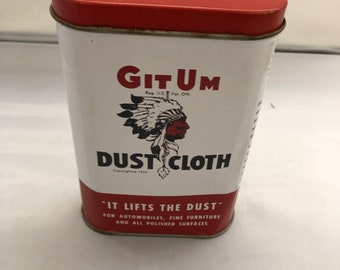 GIT UM
Reg. U.S. Pat. Off.
DUST CLOTH
"IT LIFTS THE DUST"
FOR AUTOMOBILES, FINE FURNITURE
AND ALL POLISHED SURFACES